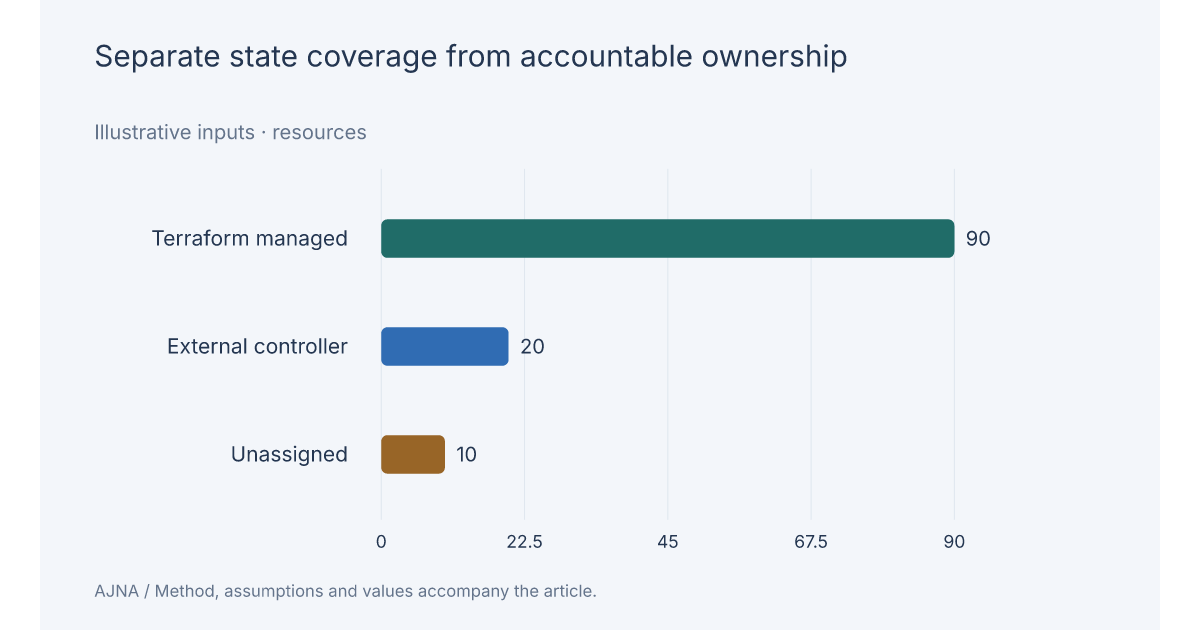 Separate state coverage from accountable ownership
Illustrative inputs · resources
Terraform managed 90
External controller 20
Unassigned 10
0 22.5 45 67.5 90
AJNA / Method, assumptions and values accompany the article.